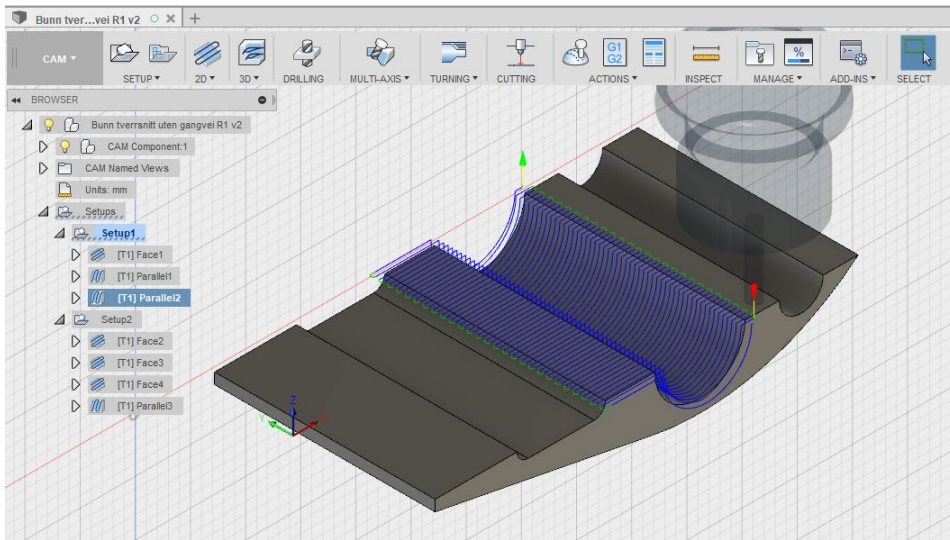 Bunn tver...vei R1 v2
CAM
SETUP
2D
3D
DRILLING
MULTI-AXIS
TURNING
CUTTING
G1
G2
ACTIONS
INSPECT
%
MANAGE
ADD-INS
SELECT
BROWSER
Bunn tverrsnitt uten gangvei R1 v2
CAM Component:1
CAM Named Views
Units: mm
Setups
Setup1
[T1] Face1
[T1] Parallel1
[T1] Parallel2
Setup2
[T1] Face2
[T1] Face3
[T1] Face4
[T1] Parallel3
Z
Y
X